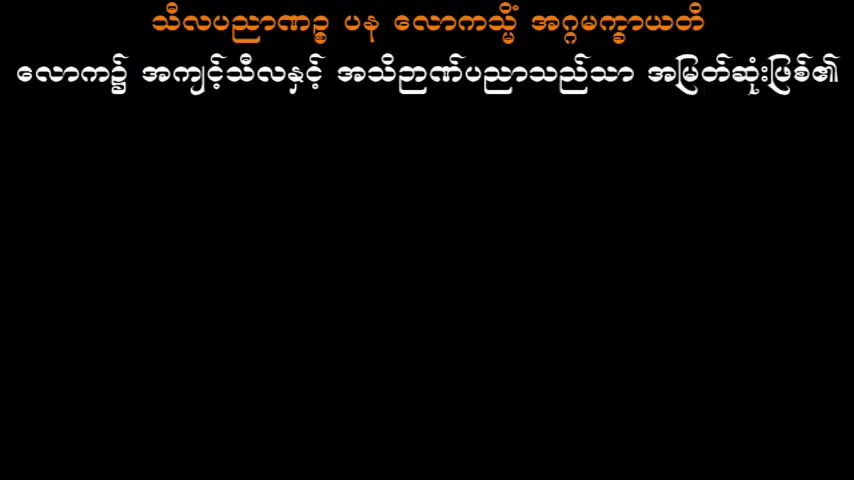 သီလပညာဏဉ္စ ပန လောကသ္မိံ အဂ္ဂမက္ခာယတိ
လောက၌ အကျင့်သီလနှင့် အသိဉာဏ်ပညာသည်သာ အမြတ်ဆုံးဖြစ်၏